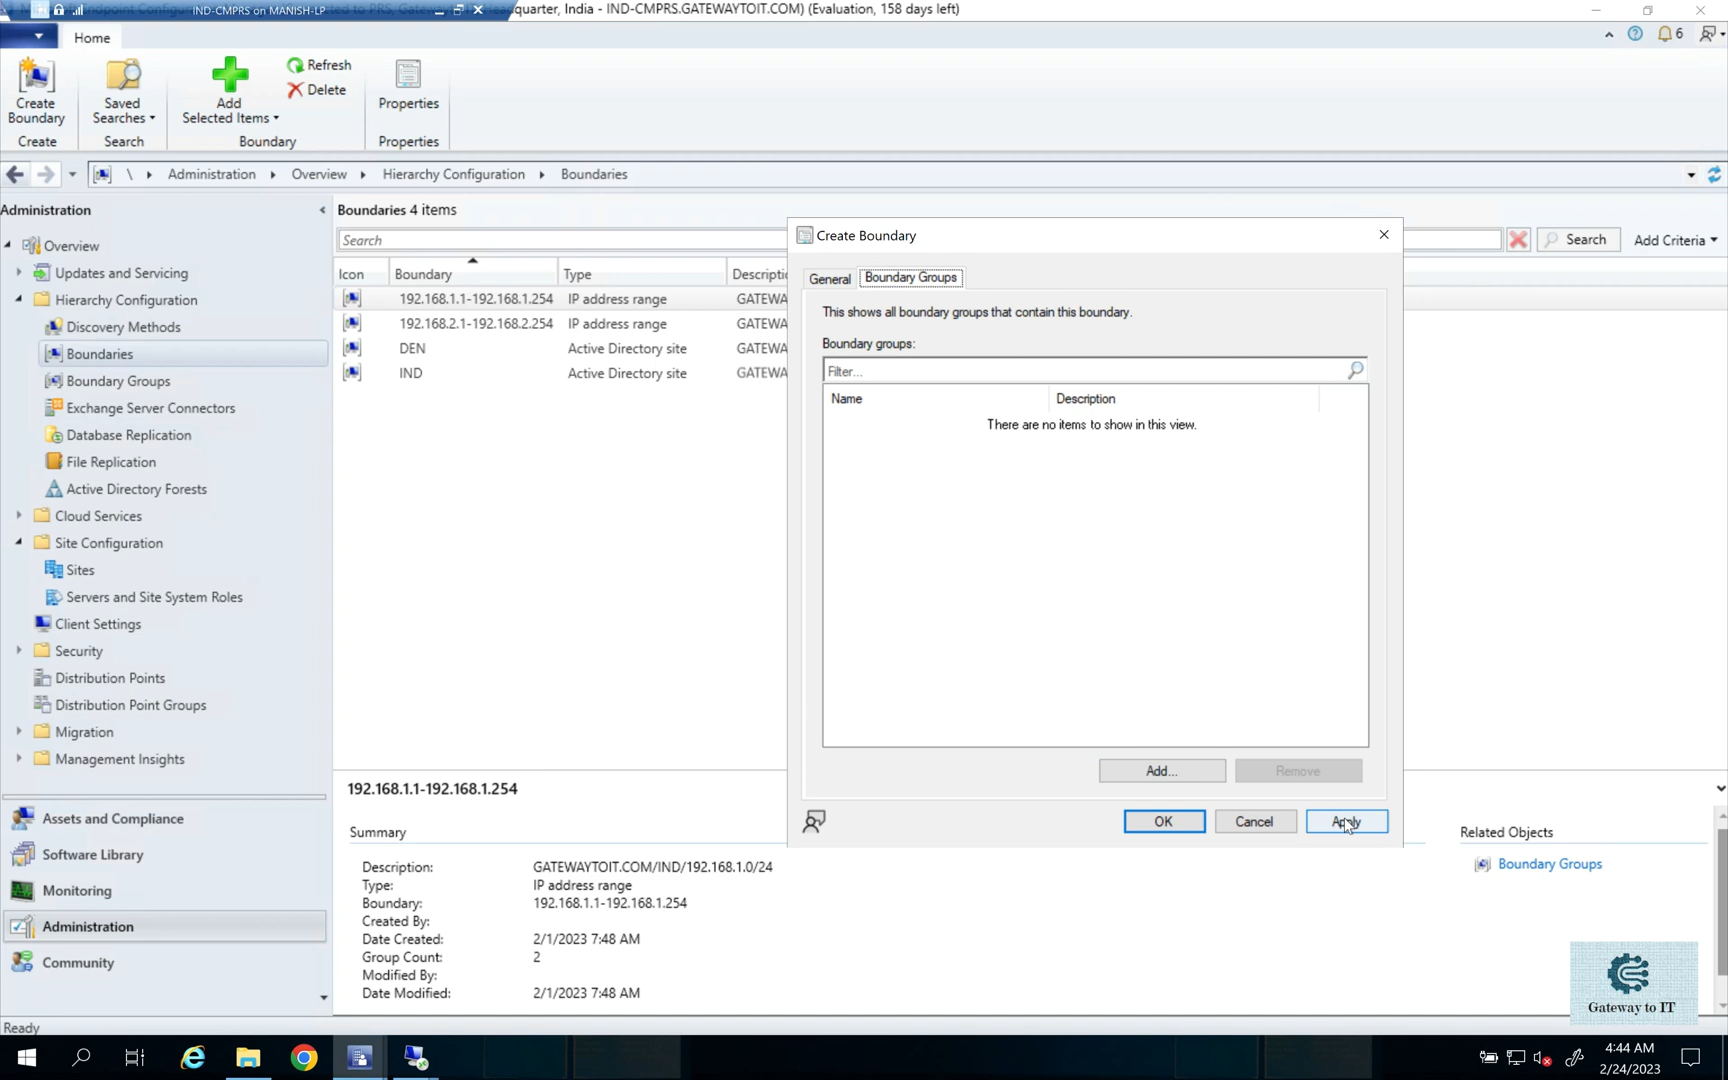 IND-CMPRS on MANISH-LP
quarter, India - IND-CMPRS.GATEWAYTOIT.COM) (Evaluation, 158 days left)
Home
6
Create Boundary
Saved Searches
Add Selected Items
Refresh
Delete
Properties
Create
Search
Boundary
Properties
\ Administration Overview Hierarchy Configuration Boundaries
Administration
Overview
Updates and Servicing
Hierarchy Configuration
Discovery Methods
Boundaries
Boundary Groups
Exchange Server Connectors
Database Replication
File Replication
Active Directory Forests
Cloud Services
Site Configuration
Sites
Servers and Site System Roles
Client Settings
Security
Distribution Points
Distribution Point Groups
Migration
Management Insights
Assets and Compliance
Software Library
Monitoring
Administration
Community
Boundaries 4 items
Search
Search
Add Criteria
Icon Boundary Type Descripti
192.168.1.1-192.168.1.254 IP address range GATEWA
192.168.2.1-192.168.2.254 IP address range GATEWA
DEN Active Directory site GATEWA
IND Active Directory site GATEWA
Create Boundary
General Boundary Groups
This shows all boundary groups that contain this boundary.
Boundary groups:
Filter...
Name Description
There are no items to show in this view.
Add... Remove
OK Cancel Apply
192.168.1.1-192.168.1.254
Summary
Description: GATEWAYTOIT.COM/IND/192.168.1.0/24
Type: IP address range
Boundary: 192.168.1.1-192.168.1.254
Created By:
Date Created: 2/1/2023 7:48 AM
Group Count: 2
Modified By:
Date Modified: 2/1/2023 7:48 AM
Related Objects
Boundary Groups
Gateway to IT
Ready
4:44 AM
2/24/2023